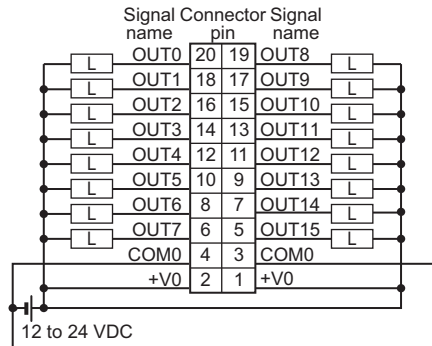 Signal name Connector pin Signal name
L OUT0 20 19 OUT8 L
L OUT1 18 17 OUT9 L
L OUT2 16 15 OUT10 L
L OUT3 14 13 OUT11 L
L OUT4 12 11 OUT12 L
L OUT5 10 9 OUT13 L
L OUT6 8 7 OUT14 L
L OUT7 6 5 OUT15 L
COM0 4 3 COM0
+V0 2 1 +V0
12 to 24 VDC